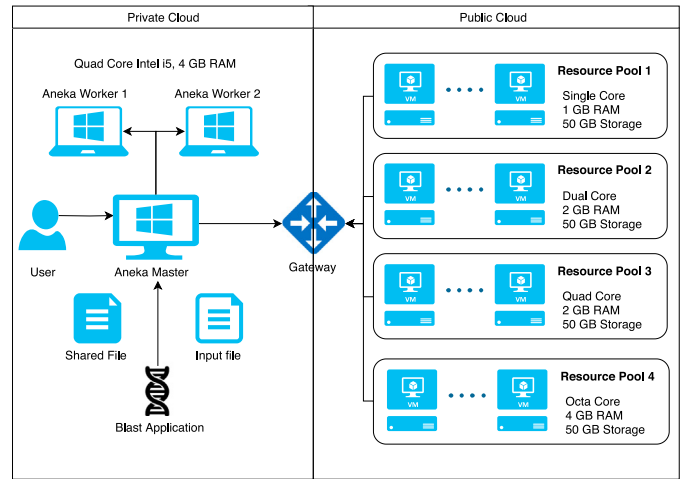 Private Cloud
Public Cloud
Quad Core Intel i5, 4 GB RAM
Aneka Worker 1
Aneka Worker 2
User
Aneka Master
Gateway
Shared File
Input file
Blast Application
VM
VM
Resource Pool 1
Single Core
1 GB RAM
50 GB Storage
VM
VM
Resource Pool 2
Dual Core
2 GB RAM
50 GB Storage
VM
VM
Resource Pool 3
Quad Core
2 GB RAM
50 GB Storage
VM
VM
Resource Pool 4
Octa Core
4 GB RAM
50 GB Storage